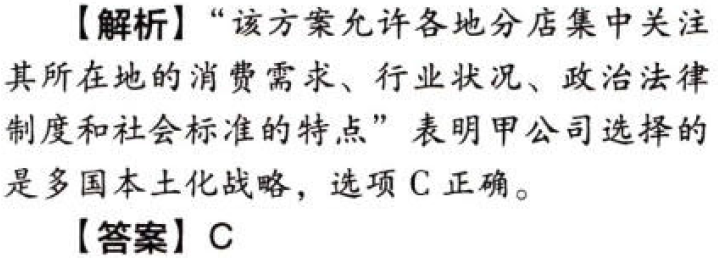 【解析】“该方案允许各地分店集中关注
其所在地的消费需求、行业状况、政治法律
制度和社会标准的特点”表明甲公司选择的
是多国本土化战略，选项 C 正确。
【答案】C